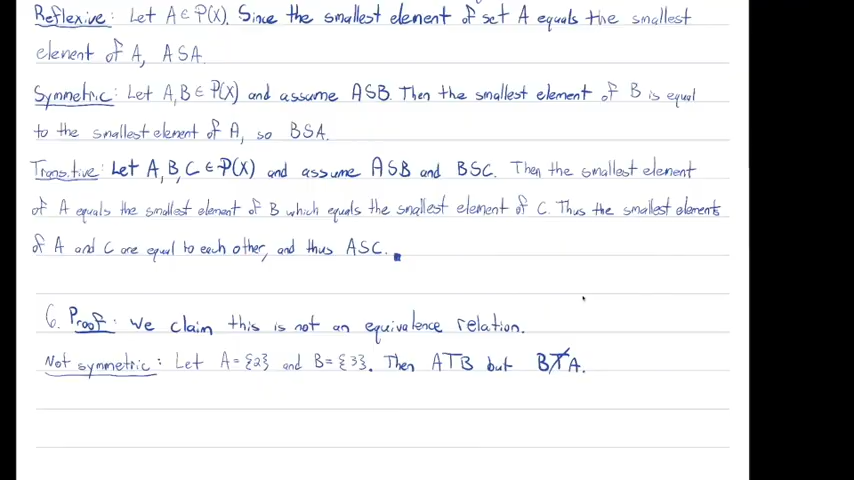 Reflexive: Let A ∈ P(X). Since the smallest element of set A equals the smallest
element of A, ASA.
Symmetric: Let A, B ∈ P(X) and assume ASB. Then the smallest element of B is equal
to the smallest element of A, so BSA.
Transitive: Let A, B, C ∈ P(X) and assume ASB and BSC. Then the smallest element
of A equals the smallest element of B which equals the smallest element of C. Thus the smallest elements
of A and C are equal to each other, and thus ASC. ■
6. Proof: We claim this is not an equivalence relation.
Not symmetric: Let A = {2} and B = {3}. Then ATB but BT̸A.